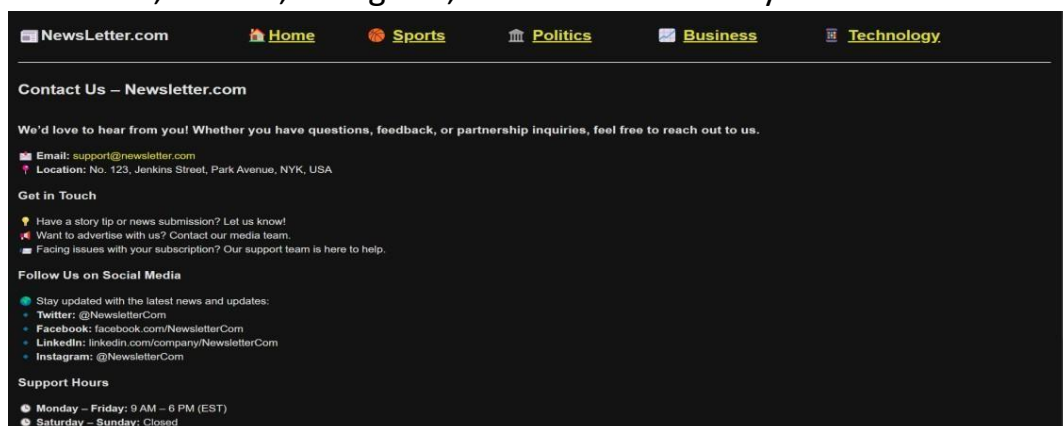 NewsLetter.com Home Sports Politics Business Technology
Contact Us – Newsletter.com
We'd love to hear from you! Whether you have questions, feedback, or partnership inquiries, feel free to reach out to us.
Email: support@newsletter.com
Location: No. 123, Jenkins Street, Park Avenue, NYK, USA
Get in Touch
Have a story tip or news submission? Let us know!
Want to advertise with us? Contact our media team.
Facing issues with your subscription? Our support team is here to help.
Follow Us on Social Media
Stay updated with the latest news and updates:
Twitter: @NewsletterCom
Facebook: facebook.com/NewsletterCom
LinkedIn: linkedin.com/company/NewsletterCom
Instagram: @NewsletterCom
Support Hours
Monday – Friday: 9 AM – 6 PM (EST)
Saturday – Sunday: Closed